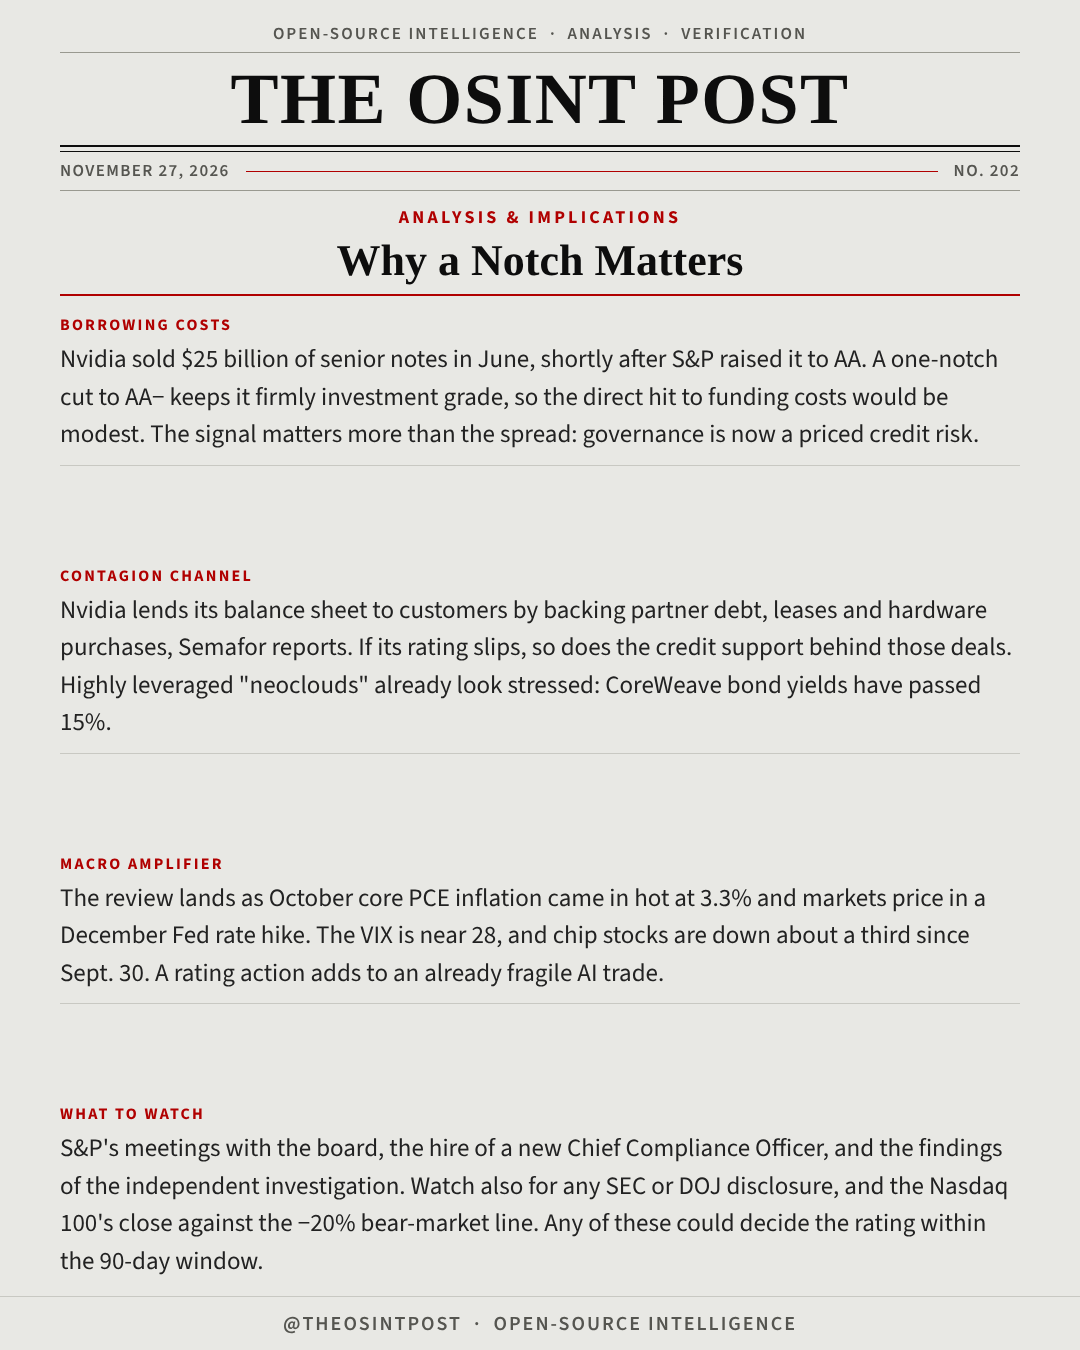 OPEN-SOURCE INTELLIGENCE · ANALYSIS · VERIFICATION
THE OSINT POST
NOVEMBER 27, 2026
NO. 202
ANALYSIS & IMPLICATIONS
Why a Notch Matters
BORROWING COSTS
Nvidia sold $25 billion of senior notes in June, shortly after S&P raised it to AA. A one-notch
cut to AA− keeps it firmly investment grade, so the direct hit to funding costs would be
modest. The signal matters more than the spread: governance is now a priced credit risk.
CONTAGION CHANNEL
Nvidia lends its balance sheet to customers by backing partner debt, leases and hardware
purchases, Semafor reports. If its rating slips, so does the credit support behind those deals.
Highly leveraged "neoclouds" already look stressed: CoreWeave bond yields have passed
15%.
MACRO AMPLIFIER
The review lands as October core PCE inflation came in hot at 3.3% and markets price in a
December Fed rate hike. The VIX is near 28, and chip stocks are down about a third since
Sept. 30. A rating action adds to an already fragile AI trade.
WHAT TO WATCH
S&P's meetings with the board, the hire of a new Chief Compliance Officer, and the findings
of the independent investigation. Watch also for any SEC or DOJ disclosure, and the Nasdaq
100's close against the −20% bear-market line. Any of these could decide the rating within
the 90-day window.
@THEOSINTPOST · OPEN-SOURCE INTELLIGENCE